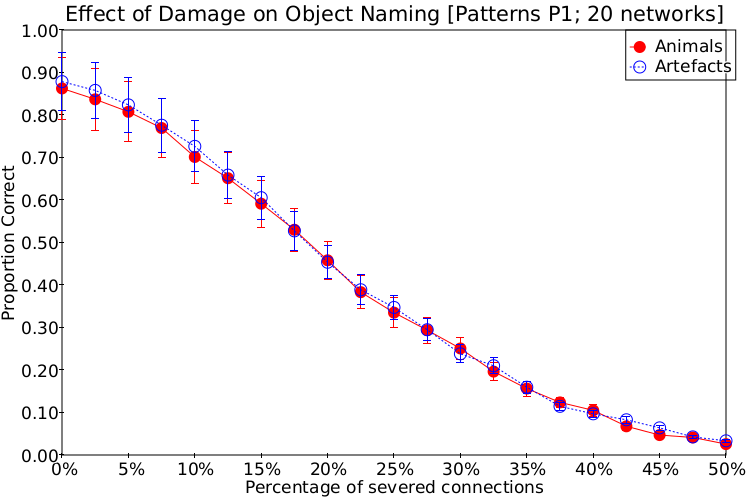 Effect of Damage on Object Naming [Patterns P1; 20 networks]
Animals
Artefacts
Proportion Correct
1.00
0.90
0.80
0.70
0.60
0.50
0.40
0.30
0.20
0.10
0.00
0% 5% 10% 15% 20% 25% 30% 35% 40% 45% 50%
Percentage of severed connections